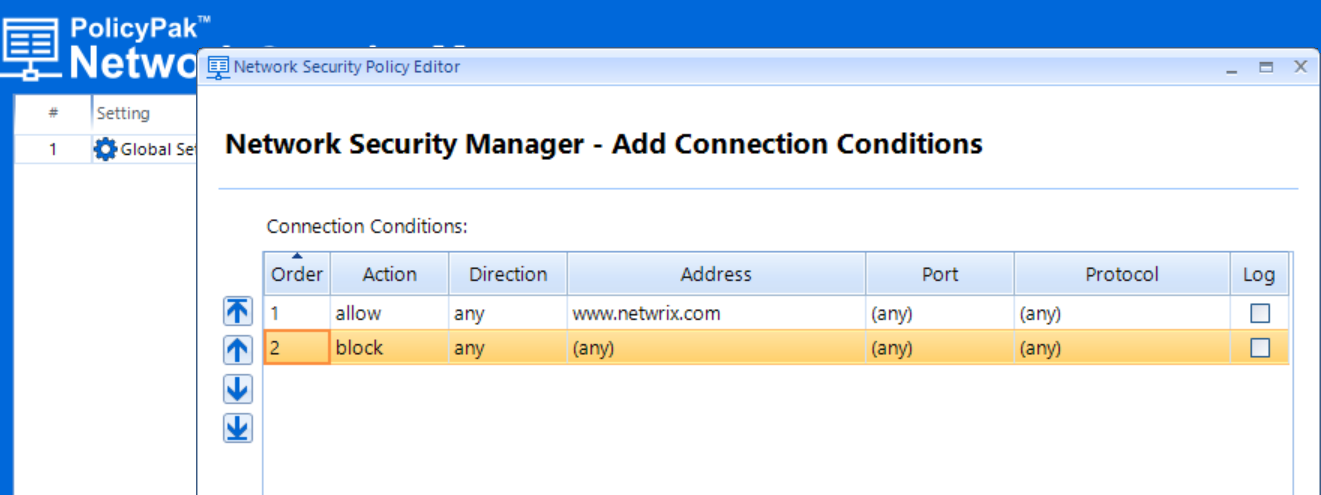 PolicyPak™
Netwo
Network Security Policy Editor
# Setting
1 Global Se
Network Security Manager - Add Connection Conditions
Connection Conditions:
Order Action Direction Address Port Protocol Log
1 allow any www.netwrix.com (any) (any)
2 block any (any) (any) (any)